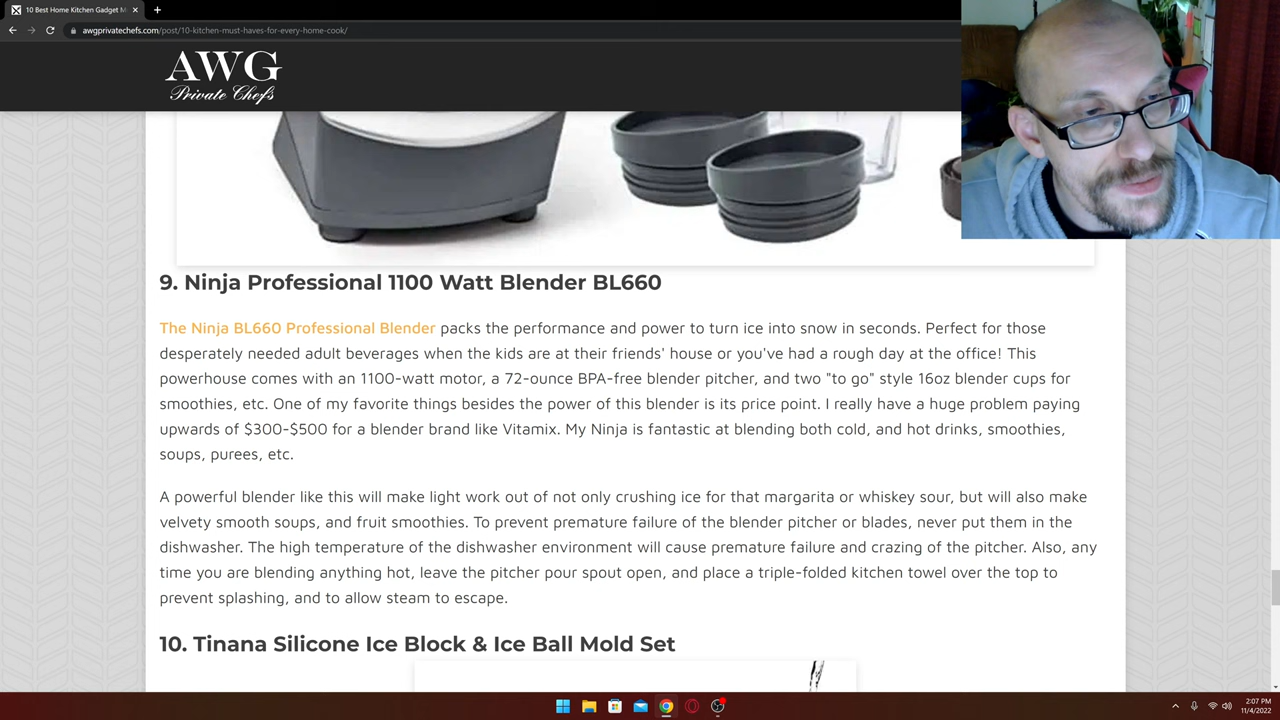 10 Best Home Kitchen Gadget M
awgprivatechefs.com/post/10-kitchen-must-haves-for-every-home-cook/
AWG
Private Chefs
9. Ninja Professional 1100 Watt Blender BL660
The Ninja BL660 Professional Blender packs the performance and power to turn ice into snow in seconds. Perfect for those
desperately needed adult beverages when the kids are at their friends' house or you've had a rough day at the office! This
powerhouse comes with an 1100-watt motor, a 72-ounce BPA-free blender pitcher, and two "to go" style 16oz blender cups for
smoothies, etc. One of my favorite things besides the power of this blender is its price point. I really have a huge problem paying
upwards of $300-$500 for a blender brand like Vitamix. My Ninja is fantastic at blending both cold, and hot drinks, smoothies,
soups, purees, etc.
A powerful blender like this will make light work out of not only crushing ice for that margarita or whiskey sour, but will also make
velvety smooth soups, and fruit smoothies. To prevent premature failure of the blender pitcher or blades, never put them in the
dishwasher. The high temperature of the dishwasher environment will cause premature failure and crazing of the pitcher. Also, any
time you are blending anything hot, leave the pitcher pour spout open, and place a triple-folded kitchen towel over the top to
prevent splashing, and to allow steam to escape.
10. Tinana Silicone Ice Block & Ice Ball Mold Set
2:07 PM
11/4/2022